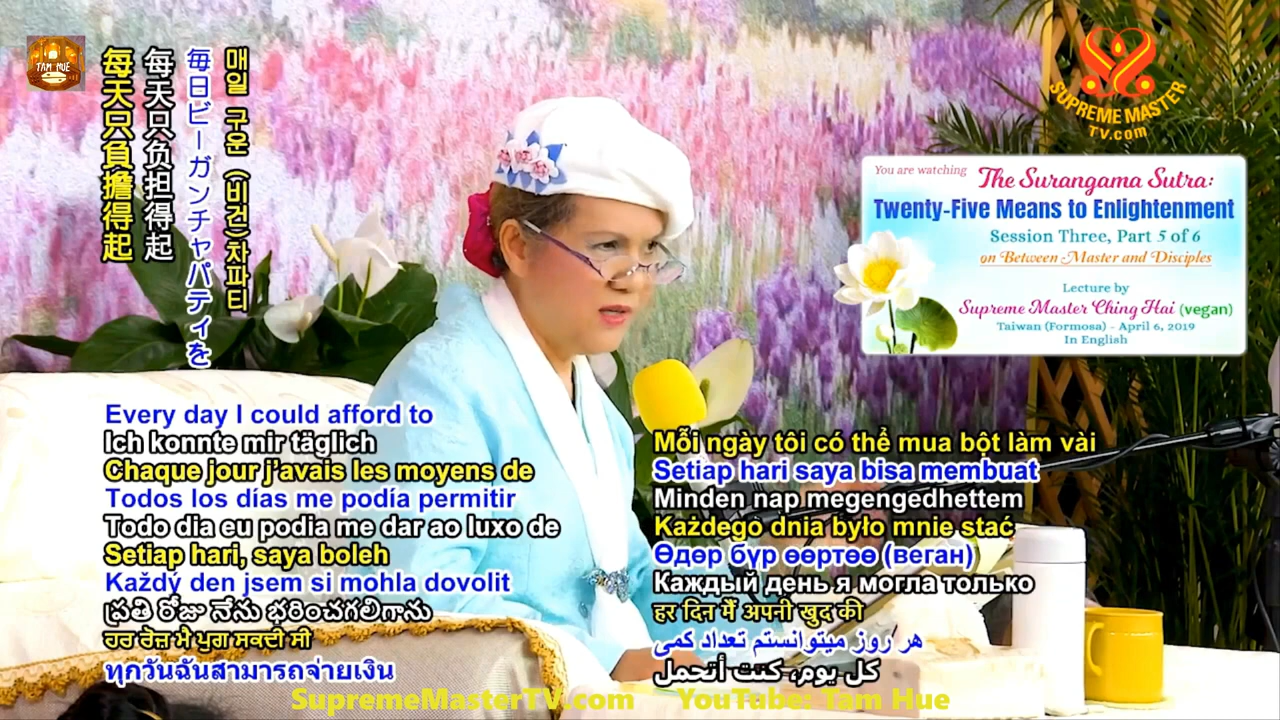 TAM HUE
每天只負擔得起
每天只负担得起
毎日ビーガンチャパティを
매일 구운 (비건)차파티
SUPREME MASTER
TV.com
You are watching
The Surangama Sutra:
Twenty-Five Means to Enlightenment
Session Three, Part 5 of 6
on Between Master and Disciples
Lecture by
Supreme Master Ching Hai (vegan)
Taiwan (Formosa) - April 6, 2019
In English
Every day I could afford to
Ich konnte mir täglich
Chaque jour j'avais les moyens de
Todos los días me podía permitir
Todo dia eu podia me dar ao luxo de
Setiap hari, saya boleh
Každý den jsem si mohla dovolit
ప్రతి రోజు నేను భరించగలిగాను
ਹਰ ਰੋਜ਼ ਮੈ ਪੁਗ ਸਕਦੀ ਸੀ
ทุกวันฉันสามารถจ่ายเงิน
Mỗi ngày tôi có thể mua bột làm vài
Setiap hari saya bisa membuat
Minden nap megengedhettem
Każdego dnia było mnie stać
Өдөр бүр өөртөө (веган)
Каждый день я могла только
हर दिन मैं अपनी खुद की
هر روز میتوانستم تعداد کمی
كل يوم، كنت أتحمل
SupremeMasterTV.com YouTube: Tam Hue